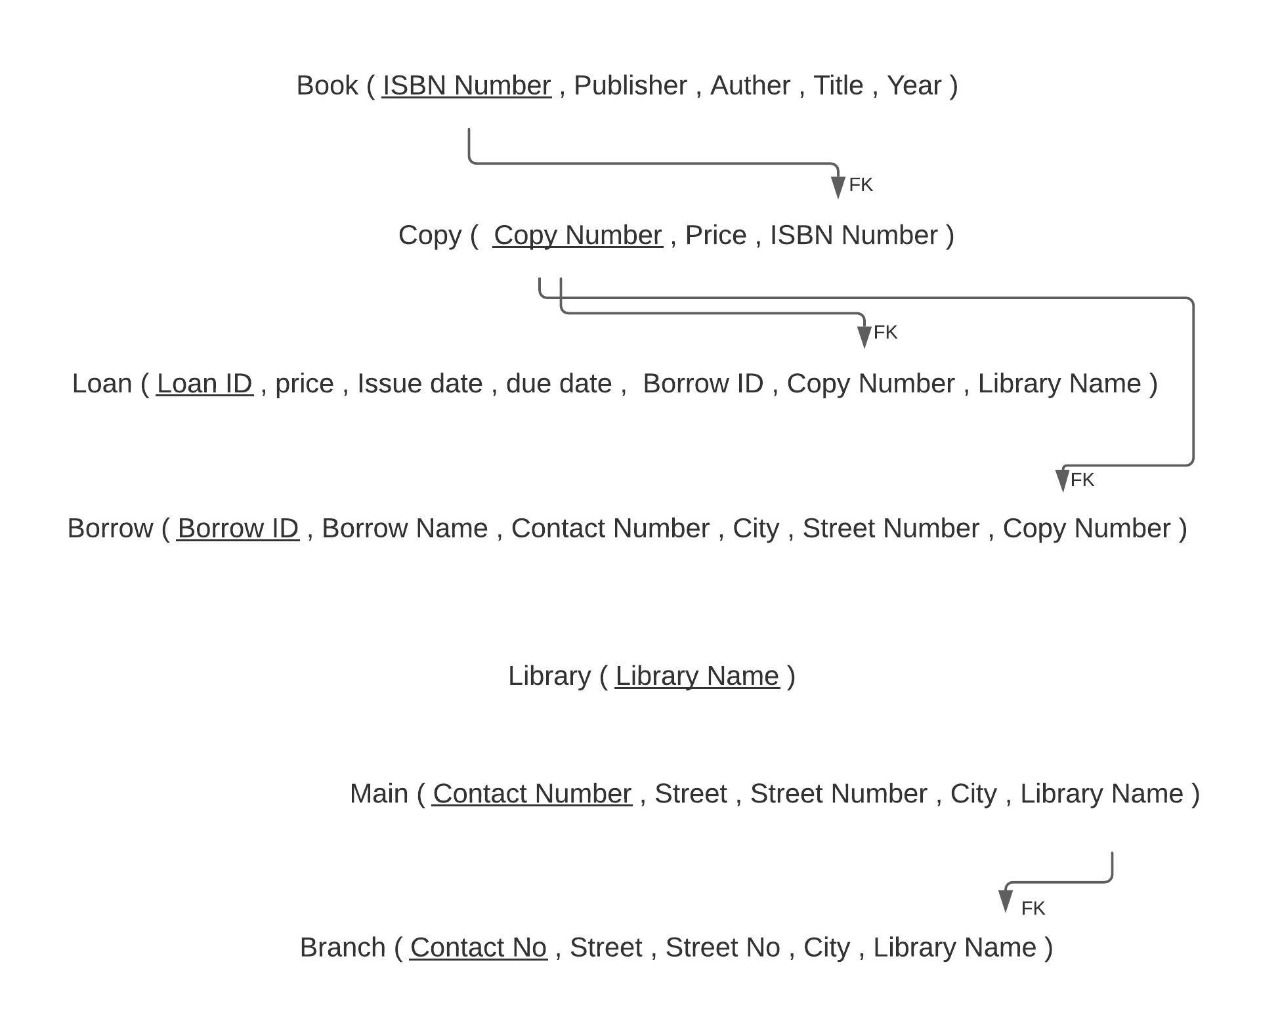 Book ( ISBN Number , Publisher , Auther , Title , Year )
FK
Copy ( Copy Number , Price , ISBN Number )
FK
Loan ( Loan ID , price , Issue date , due date , Borrow ID , Copy Number , Library Name )
FK
Borrow ( Borrow ID , Borrow Name , Contact Number , City , Street Number , Copy Number )
Library ( Library Name )
Main ( Contact Number , Street , Street Number , City , Library Name )
FK
Branch ( Contact No , Street , Street No , City , Library Name )